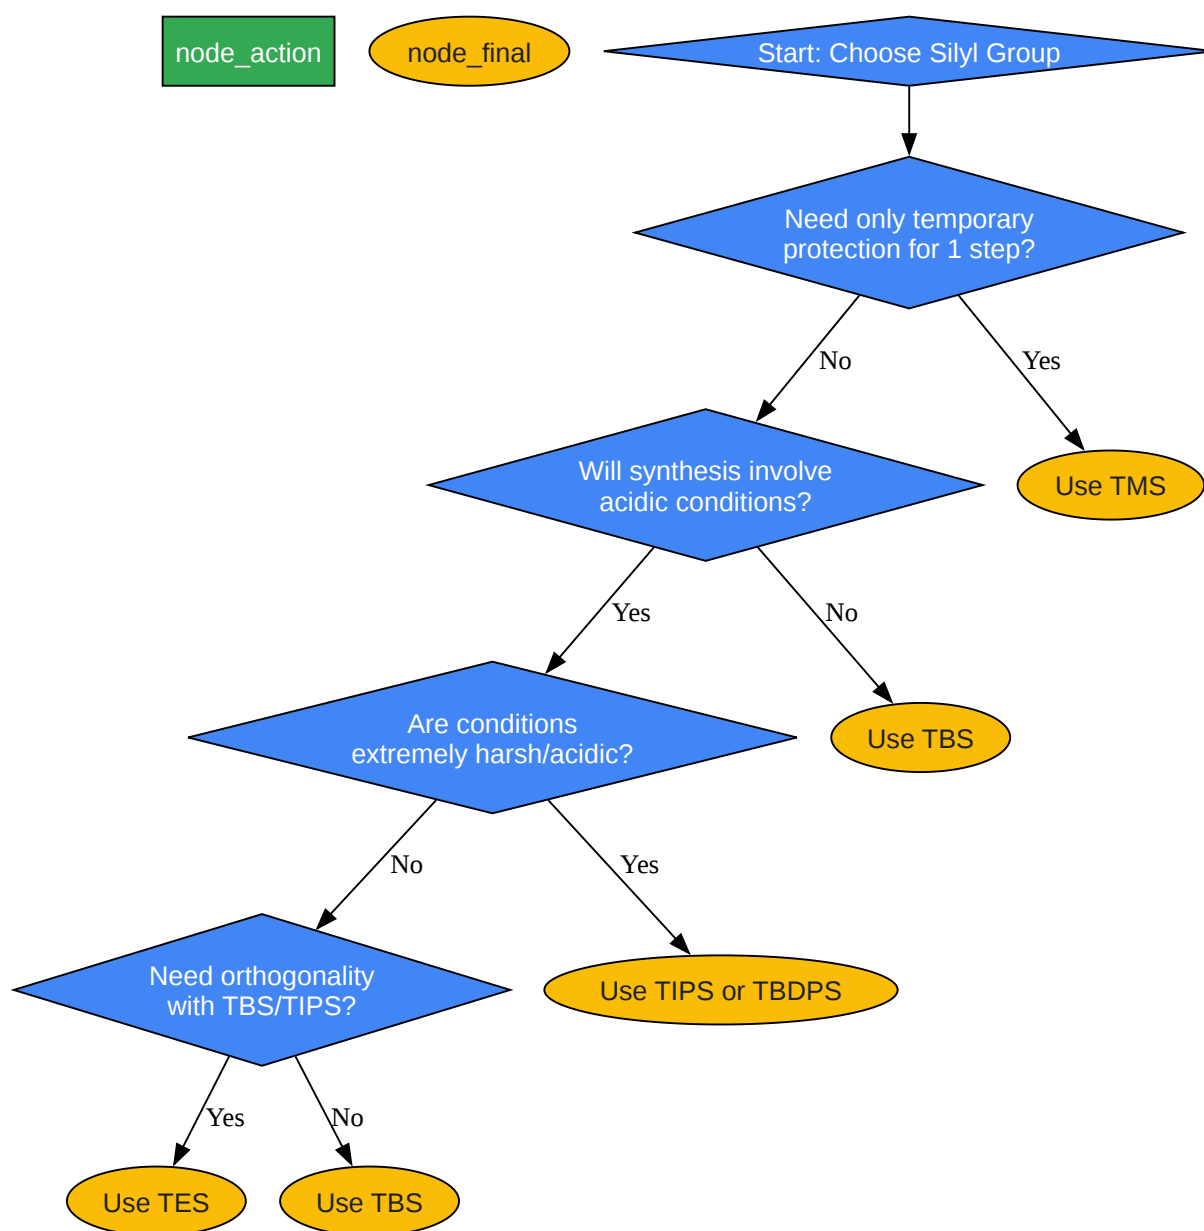 node_action
node_final
Start: Choose Silyl Group
Need only temporary
protection for 1 step?
No
Yes
Will synthesis involve
acidic conditions?
Use TMS
Yes
No
Are conditions
extremely harsh/acidic?
Use TBS
No
Yes
Need orthogonality
with TBS/TIPS?
Use TIPS or TBDPS
Yes
No
Use TES
Use TBS